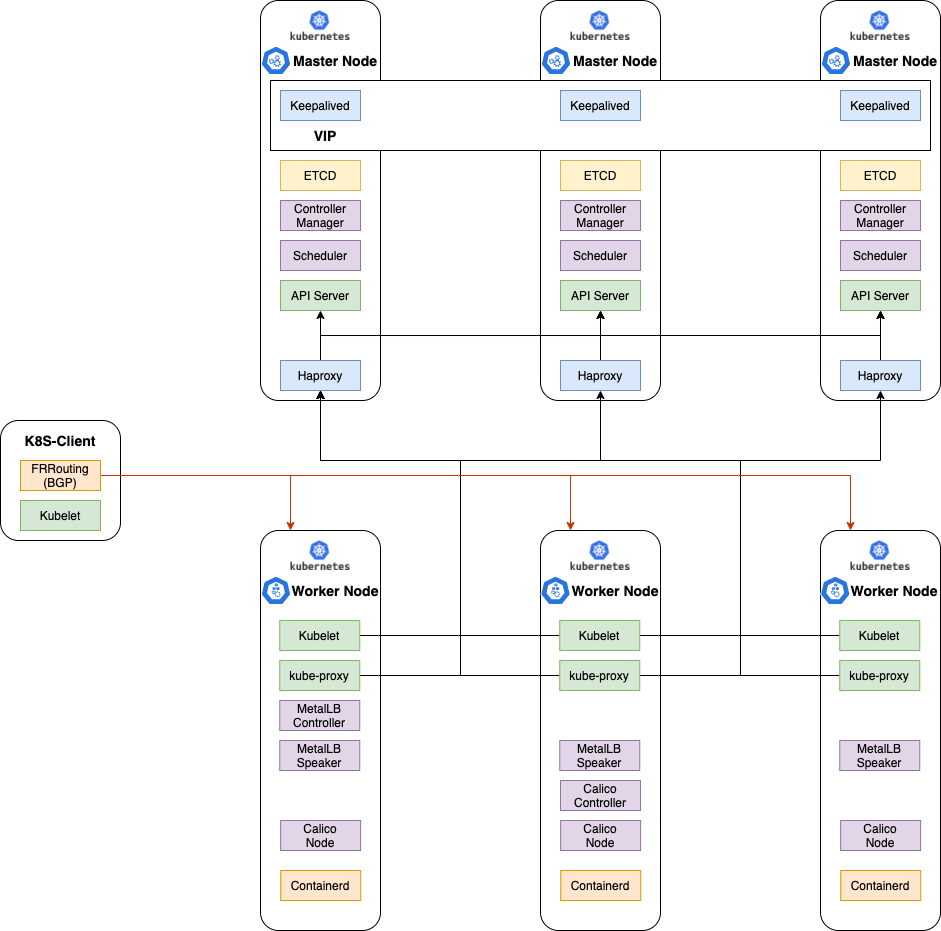 kubernetes
kubernetes
kubernetes
Master Node
Master Node
Master Node
Keepalived
Keepalived
Keepalived
VIP
ETCD
ETCD
ETCD
Controller
Manager
Controller
Manager
Controller
Manager
Scheduler
Scheduler
Scheduler
API Server
API Server
API Server
Haproxy
Haproxy
Haproxy
K8S-Client
FRRouting
(BGP)
Kubelet
kubernetes
kubernetes
kubernetes
Worker Node
Worker Node
Worker Node
Kubelet
Kubelet
Kubelet
kube-proxy
kube-proxy
kube-proxy
MetalLB
Controller
MetalLB
Speaker
MetalLB
Speaker
MetalLB
Speaker
Calico
Controller
Calico
Node
Calico
Node
Calico
Node
Containerd
Containerd
Containerd